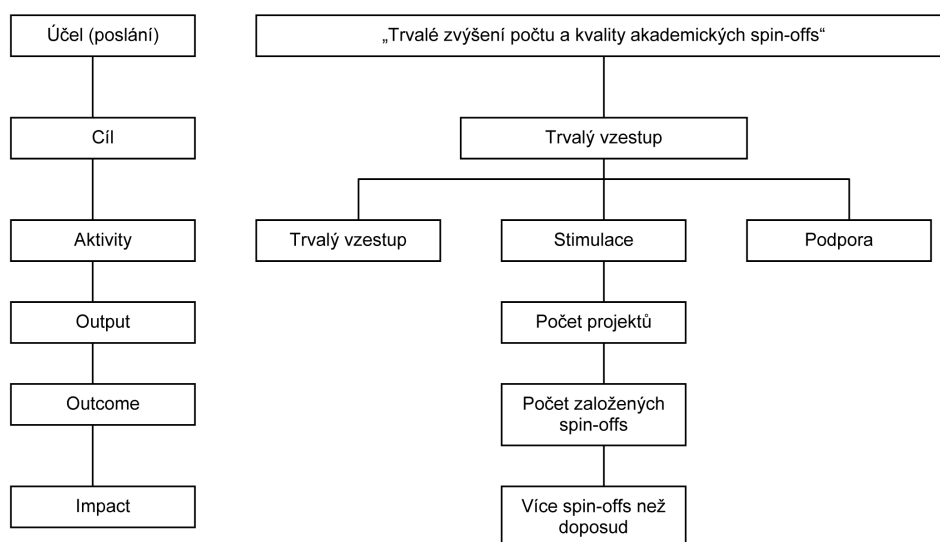 Účel (poslání)
„Trvalé zvýšení počtu a kvality akademických spin-offs“
Cíl
Trvalý vzestup
Aktivity
Trvalý vzestup
Stimulace
Podpora
Output
Počet projektů
Outcome
Počet založených
spin-offs
Impact
Více spin-offs než
doposud